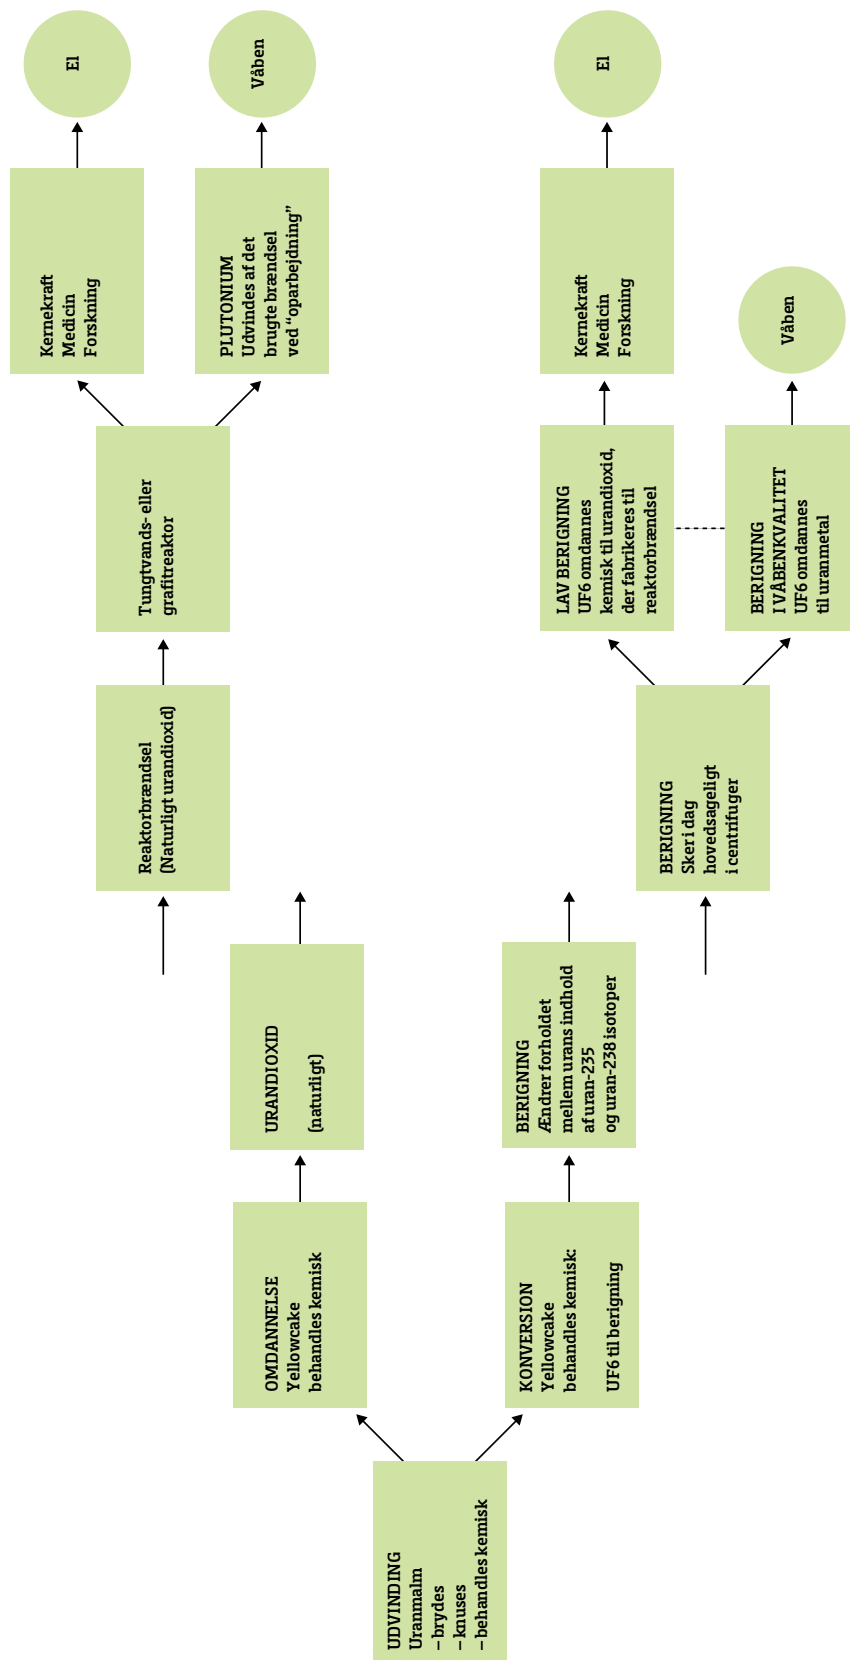 UDVINDING
Uranmalm
– brydes
– knuses
– behandles kemisk
OMDANNELSE
Yellowcake
behandles kemisk
URANDIOXID
(naturligt)
Reaktorbrændsel
(Naturligt urandioxid)
Tungtvands- eller
grafitreaktor
Kernekraft
Medicin
Forskning
El
PLUTONIUM
Udvindes af det
brugte brændsel
ved “oparbejdning”
Våben
KONVERSION
Yellowcake
behandles kemisk:
UF6 til berigning
BERIGNING
Ændrer forholdet
mellem urans indhold
af uran-235
og uran-238 isotoper
BERIGNING
Sker i dag
hovedsageligt
i centrifuger
LAV BERIGNING
UF6 omdannes
kemisk til urandioxid,
der fabrikeres til
reaktorbrændsel
Kernekraft
Medicin
Forskning
El
BERIGNING
I VÅBENKVALITET
UF6 omdannes
til uranmetal
Våben